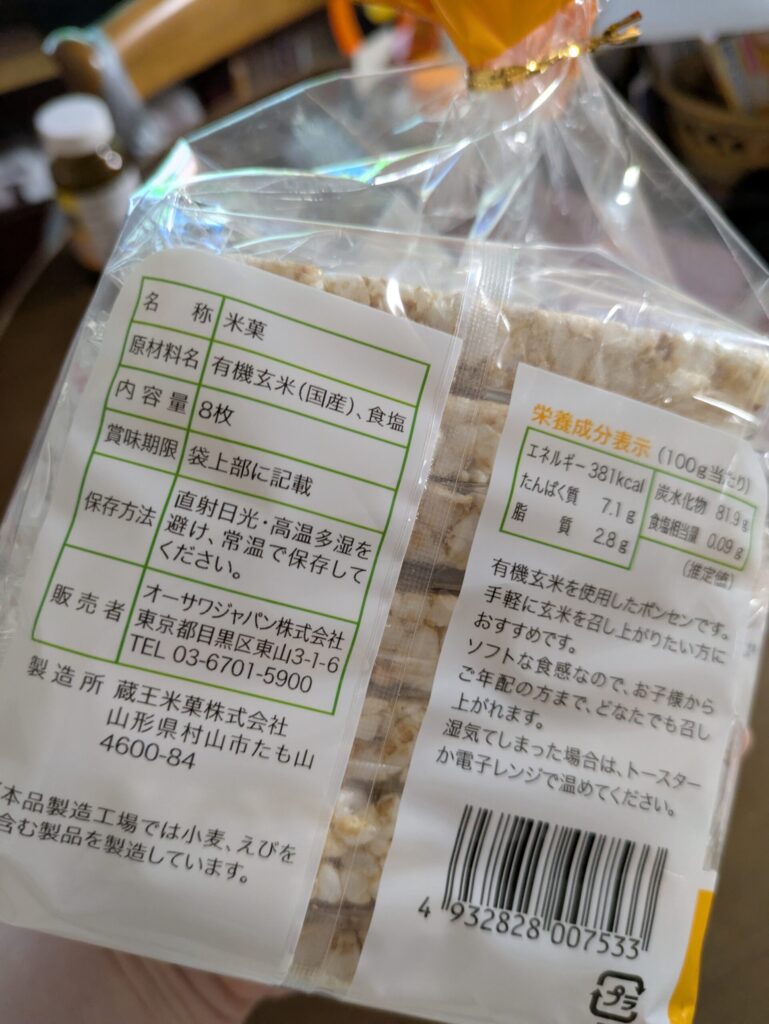 名称 米菓
原材料名 有機玄米(国産)、食塩
内容量 8枚
賞味期限 袋上部に記載
保存方法 直射日光・高温多湿を
避け、常温で保存して
ください。
販売者 オーサワジャパン株式会社
東京都目黒区東山3-1-6
TEL 03-6701-5900
製造所 蔵王米菓株式会社
山形県村山市たも山
4600-84
本品製造工場では小麦、えびを
含む製品を製造しています。
栄養成分表示 (100g当たり)
エネルギー 381kcal 炭水化物 81.9g
たんぱく質 7.1g 食塩相当量 0.09g
脂質 2.8g
(推定値)
有機玄米を使用したポンセンです。
手軽に玄米を召し上がりたい方に
おすすめです。
ソフトな食感なので、お子様から
ご年配の方まで、どなたでも召し
上がれます。
湿気てしまった場合は、トースター
か電子レンジで温めてください。
4 932828 007533
プラ